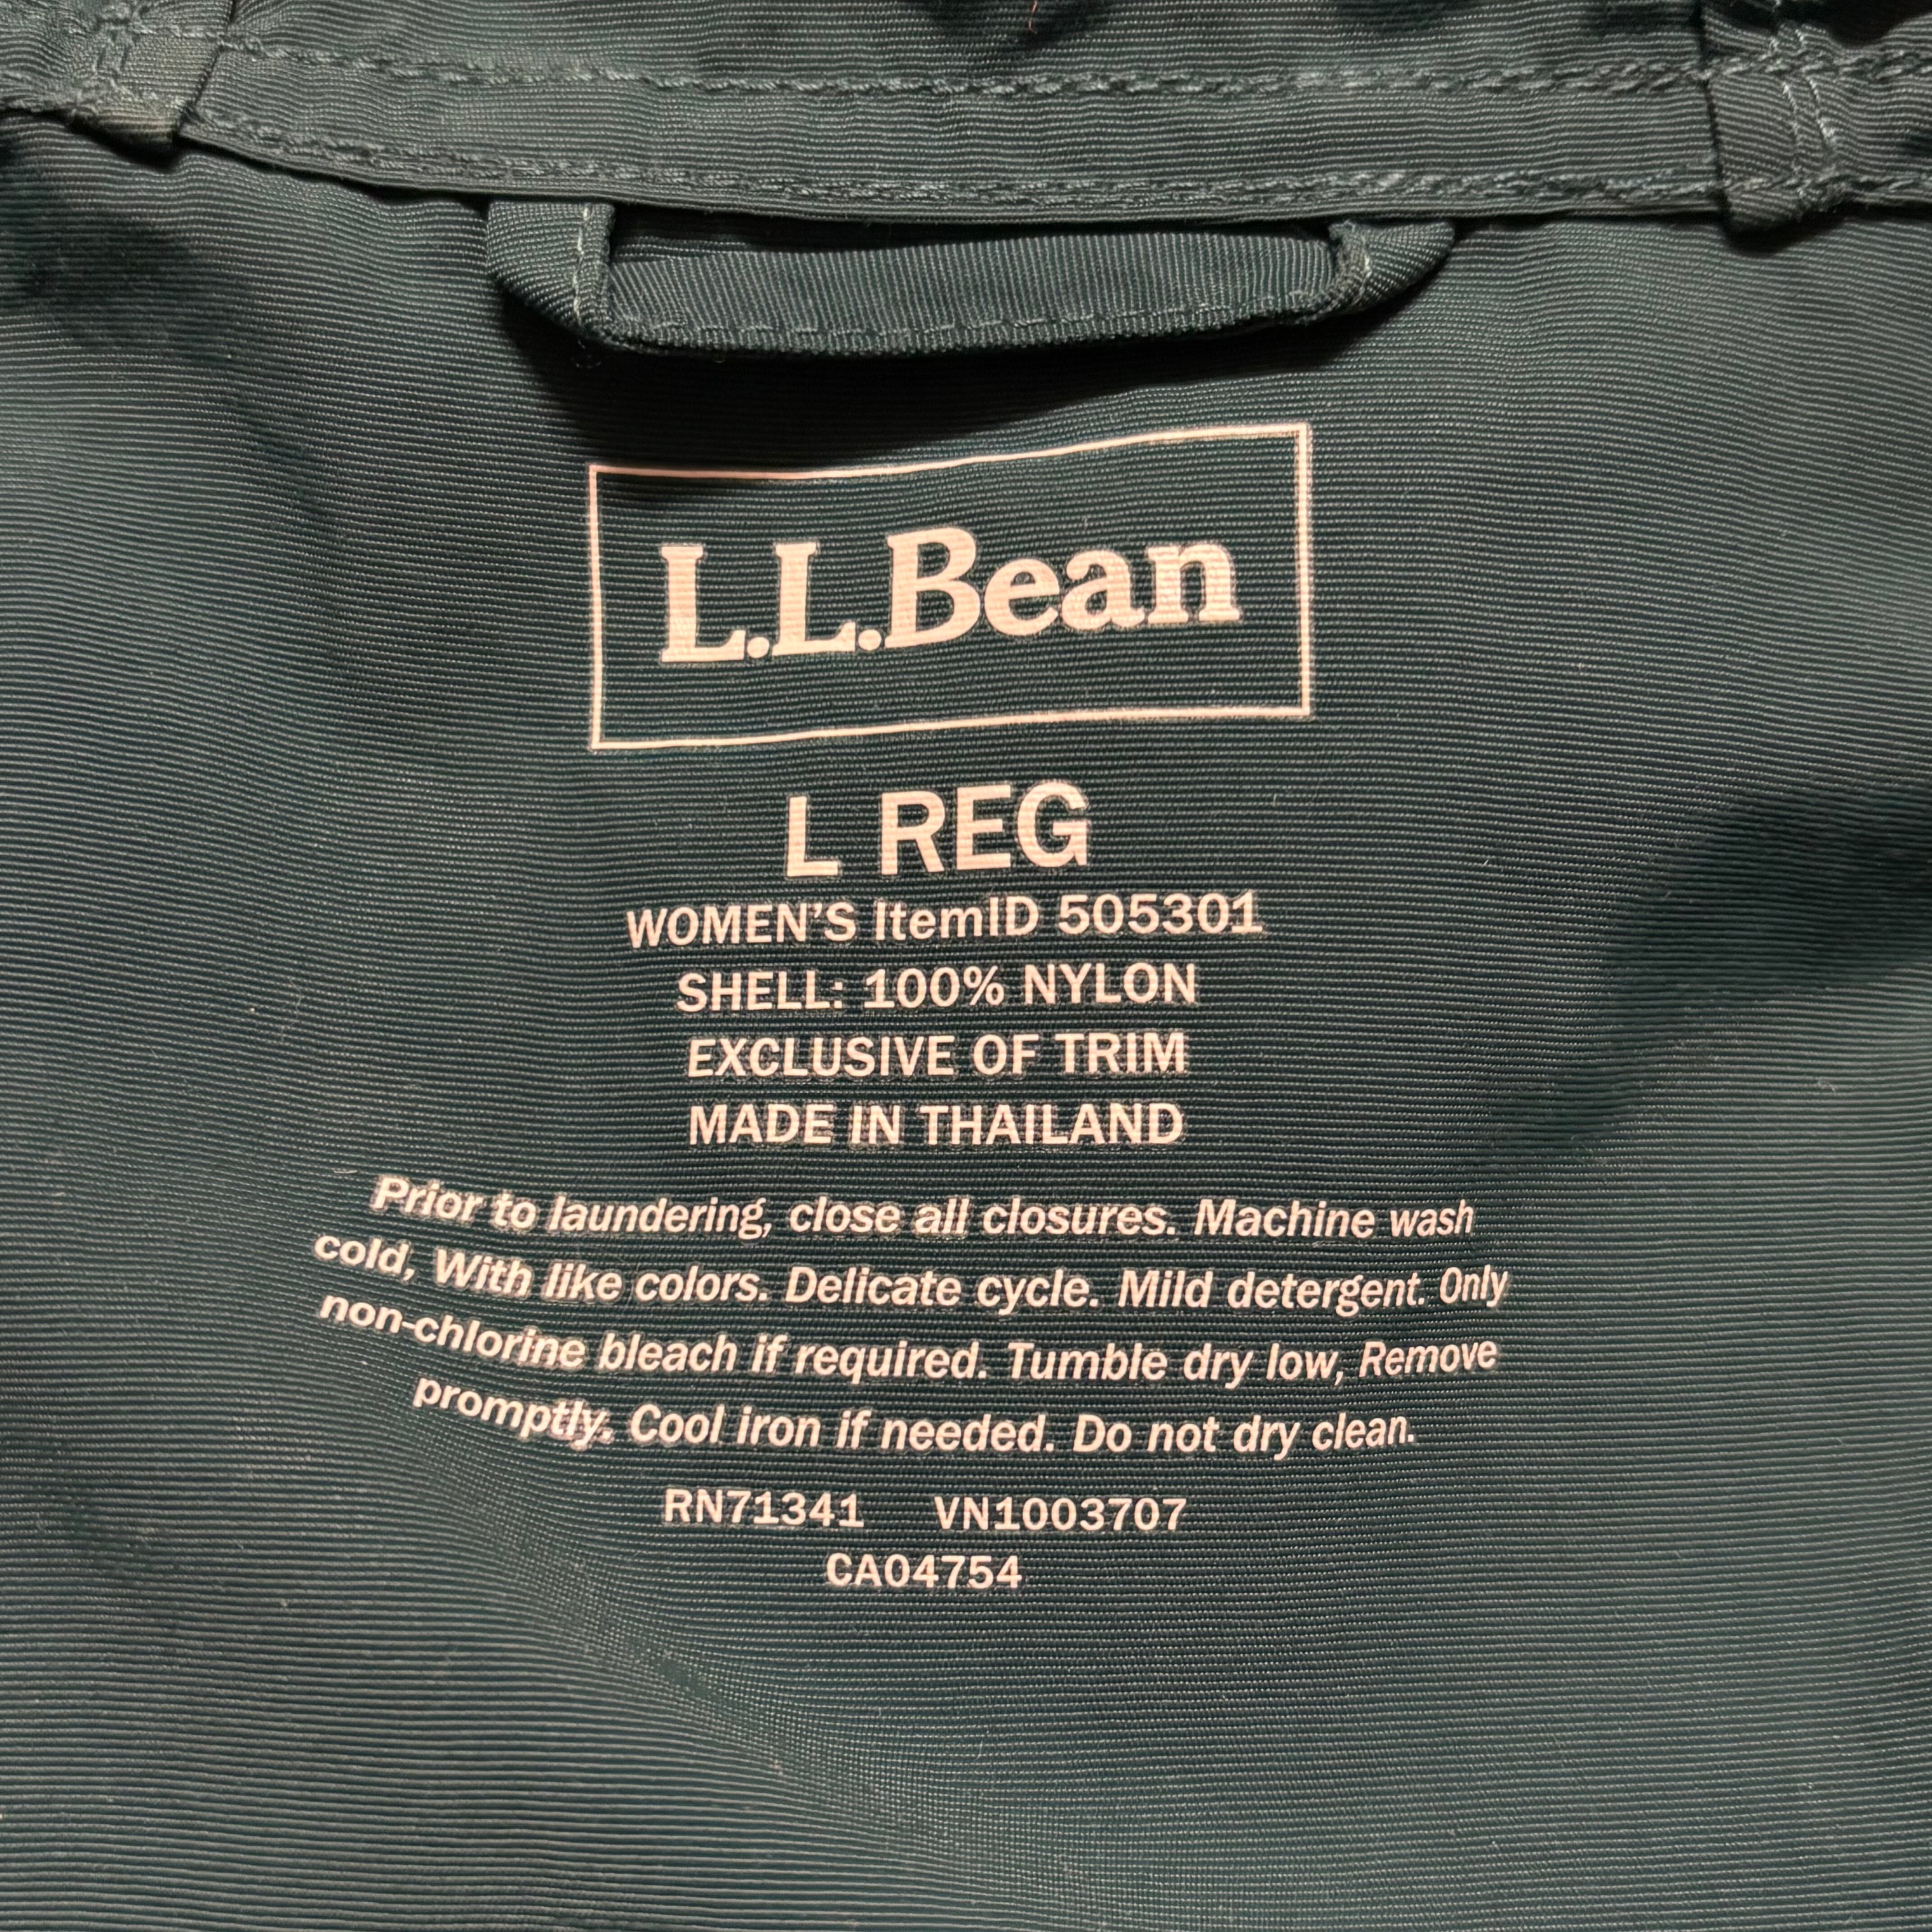 L.L.Bean
L REG
WOMEN'S ItemID 505301
SHELL: 100% NYLON
EXCLUSIVE OF TRIM
MADE IN THAILAND
Prior to laundering, close all closures. Machine wash
cold, With like colors. Delicate cycle. Mild detergent. Only
non-chlorine bleach if required. Tumble dry low, Remove
promptly. Cool iron if needed. Do not dry clean.
RN71341 VN1003707
CA04754